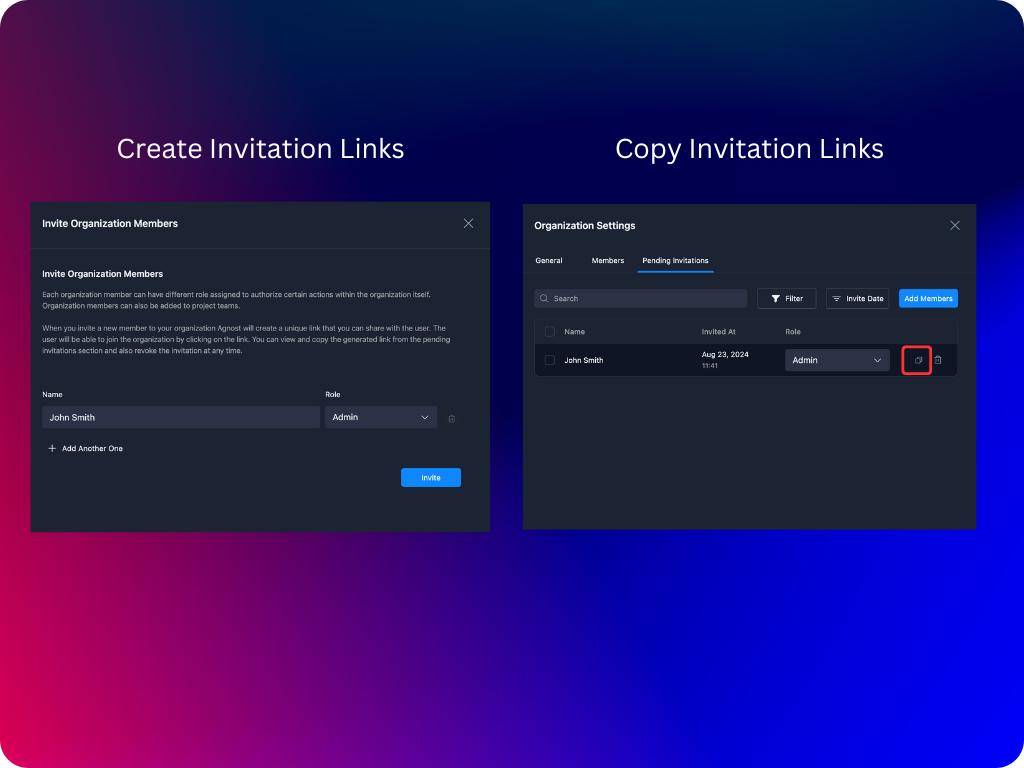 Create Invitation Links
Invite Organization Members
Invite Organization Members
Each organization member can have different role assigned to authorize certain actions within the organization itself.
Organization members can also be added to project teams.
When you invite a new member to your organization Agnost will create a unique link that you can share with the user. The
user will be able to join the organization by clicking on the link. You can view and copy the generated link from the pending
invitations section and also revoke the invitation at any time.
Name Role
John Smith Admin
Add Another One
Invite
Copy Invitation Links
Organization Settings
General Members Pending Invitations
Search Filter Invite Date Add Members
Name Invited At Role
John Smith Aug 23, 2024 Admin
11:41